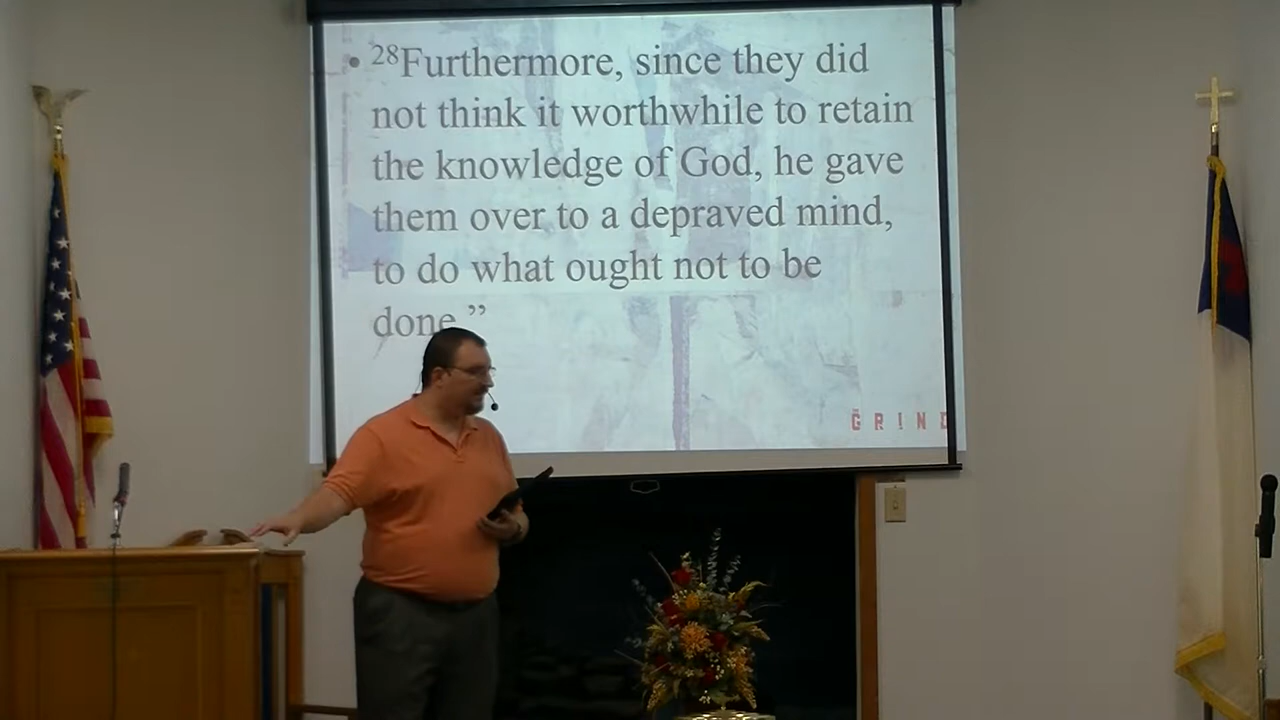 • ²⁸Furthermore, since they did
not think it worthwhile to retain
the knowledge of God, he gave
them over to a depraved mind,
to do what ought not to be
done.”
GRIND